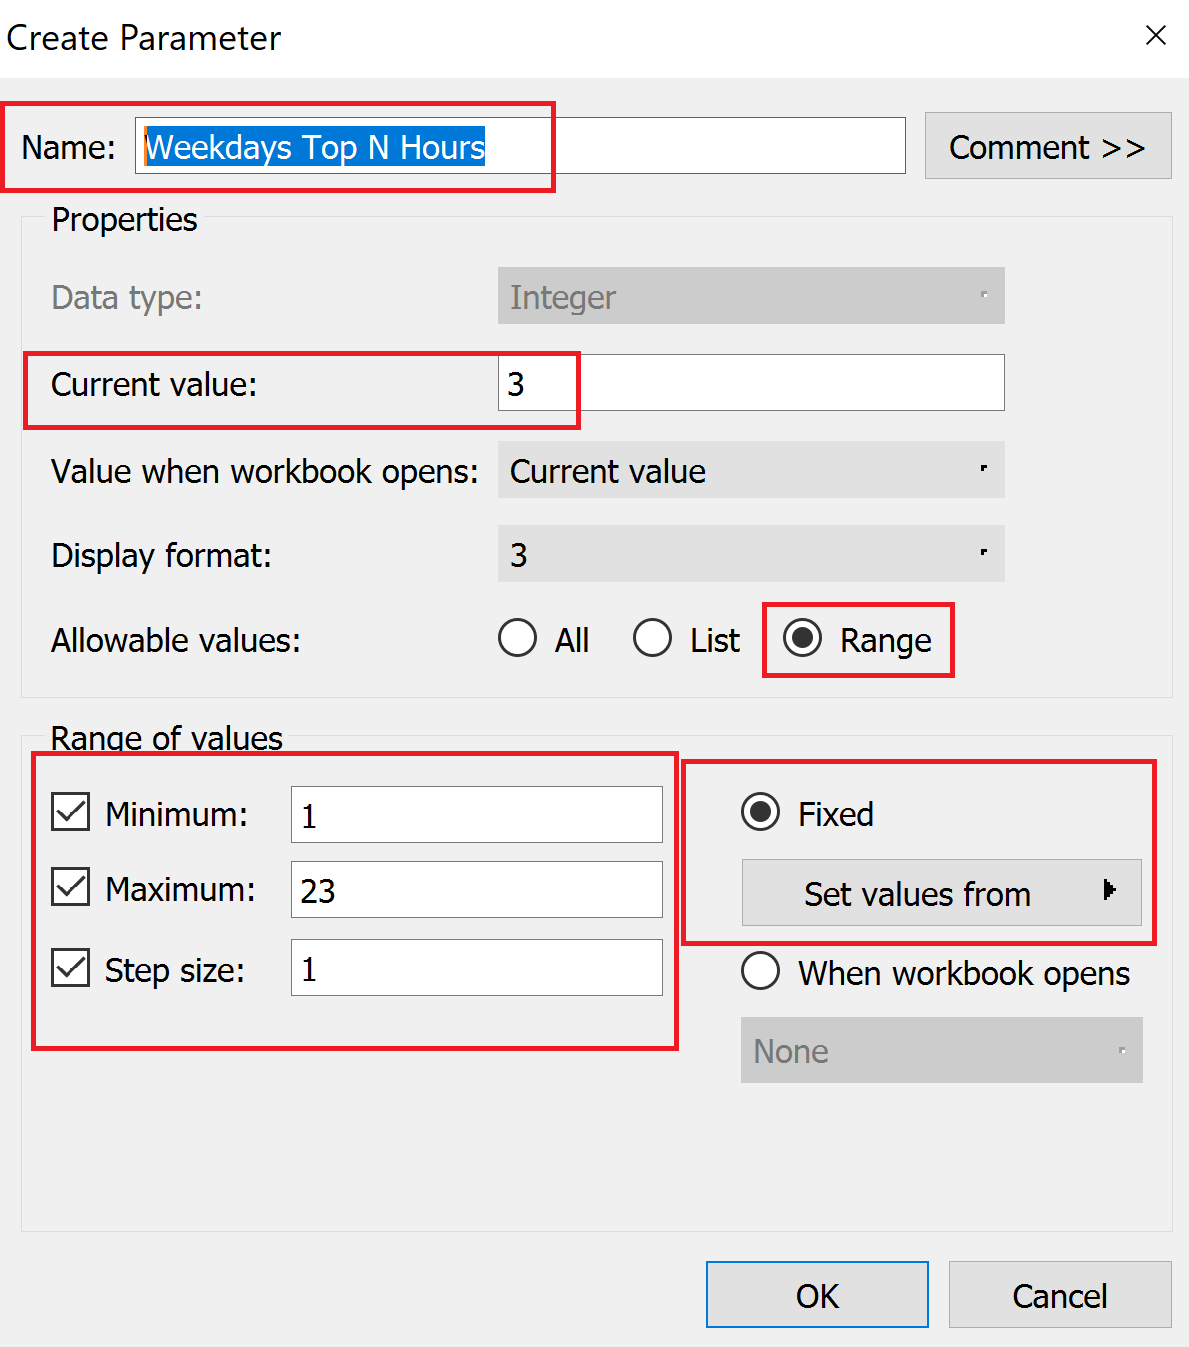 Create Parameter
Name: Weekdays Top N Hours Comment >>
Properties
Data type: Integer
Current value: 3
Value when workbook opens: Current value
Display format: 3
Allowable values: All List Range
Range of values
Minimum: 1 Fixed
Maximum: 23 Set values from
Step size: 1 When workbook opens
None
OK Cancel